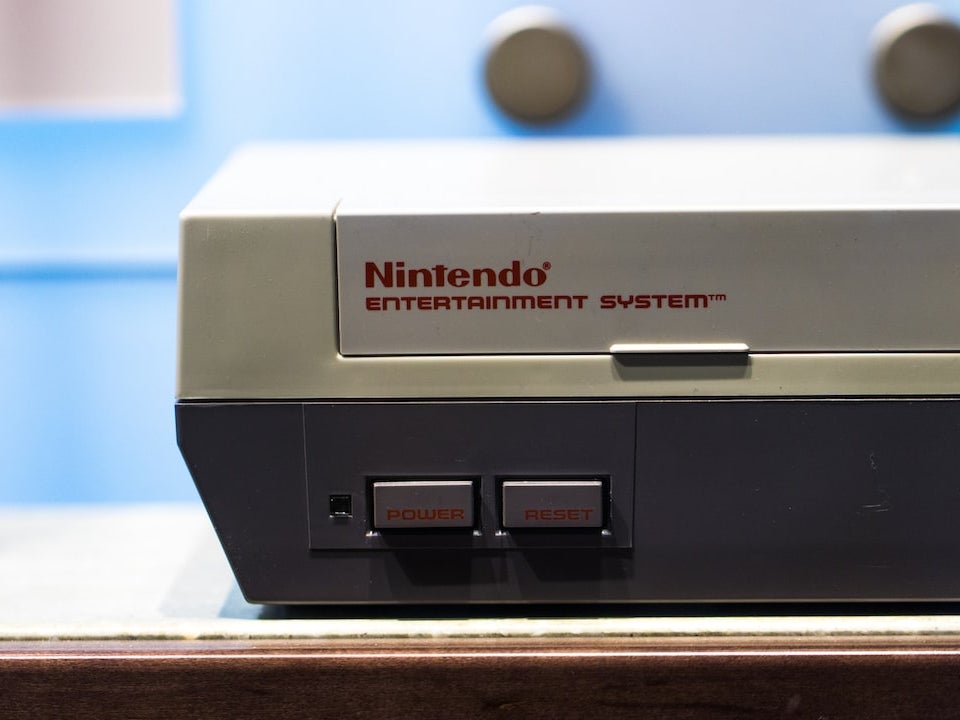 Nintendo®
ENTERTAINMENT SYSTEM™
POWER
RESET